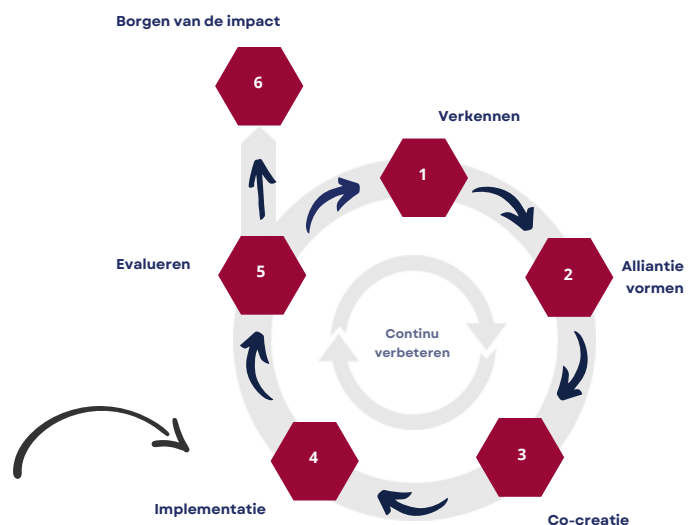 Borgen van de impact
6
Verkennen
1
2
Alliantie
vormen
Evalueren
5
Continu
verbeteren
3
4
Implementatie
Co-creatie